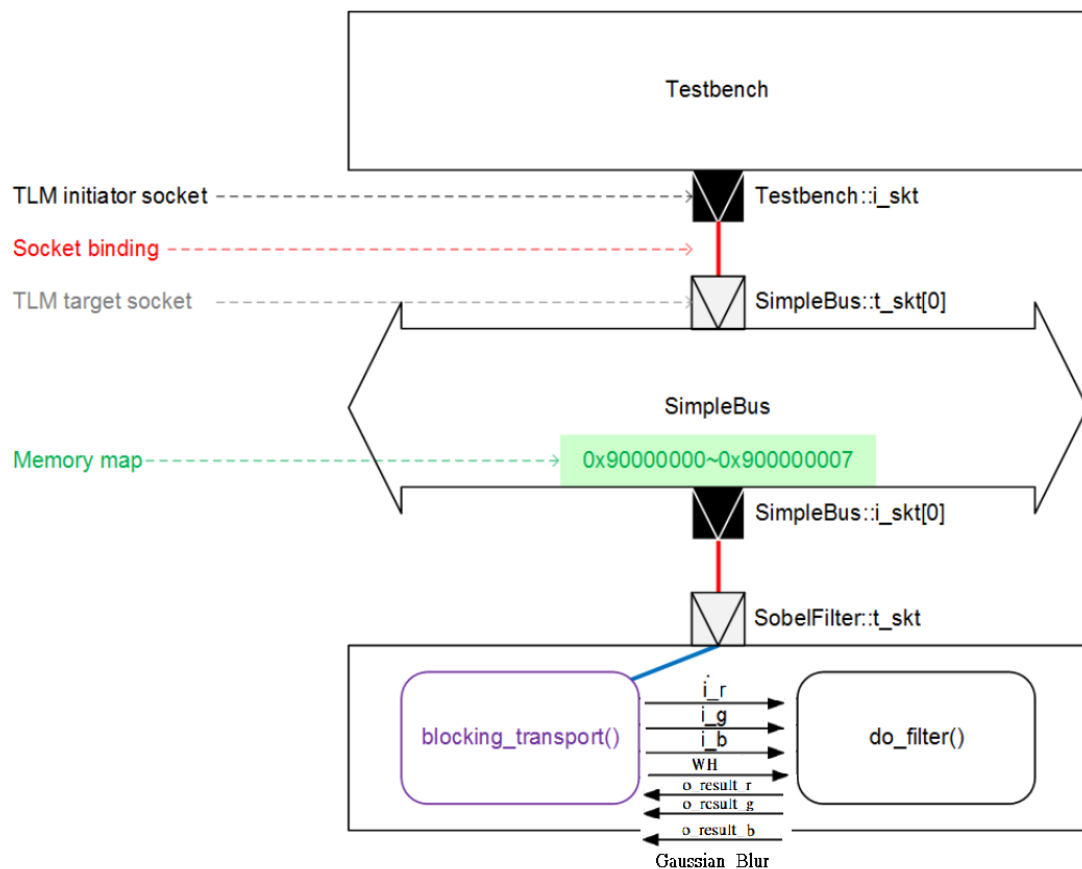 Testbench
TLM initiator socket
Testbench::i_skt
Socket binding
TLM target socket
SimpleBus::t_skt[0]
SimpleBus
Memory map
0x90000000~0x900000007
SimpleBus::i_skt[0]
SobelFilter::t_skt
blocking_transport()
i_r
i_g
i_b
WH
o_result_r
o_result_g
o_result_b
do_filter()
Gaussian Blur